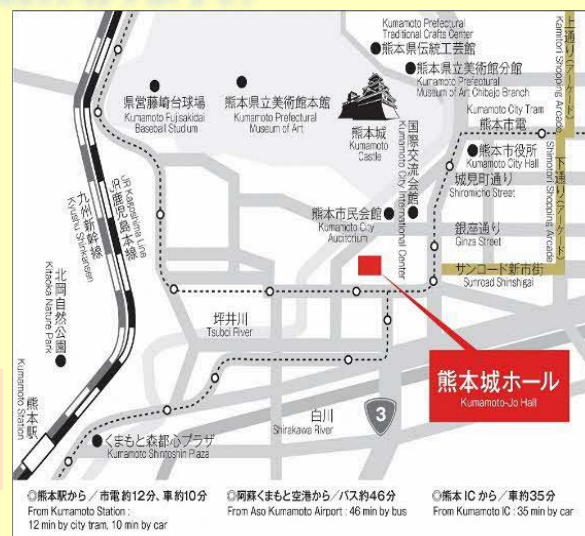 Kumamoto Prefectural
Traditional Crafts Center
熊本県伝統工芸館
熊本県立美術館分館
Kumamoto Prefectural
Museum of Art Chibajo Branch
上通り(アーケード)
Kamitori Shopping Arcade
県営藤崎台球場
Kumamoto Fujisakidai
Baseball Studium
熊本県立美術館本館
Kumamoto Prefectural
Museum of Art
熊本城
Kumamoto
Castle
国際交流会館
Kumamoto City International Center
Kumamoto City Tram
熊本市電
熊本市役所
Kumamoto City Hall
下通り(アーケード)
Shimotori Shopping Arcade
城見町通り
Shiromicho Street
銀座通り
Ginza Street
サンロード新市街
Sunroad Shinshigai
熊本市民会館
Kumamoto City
Auditorium
JR鹿児島本線
JR Kagoshima Line
九州新幹線
Kyushu Shinkansen
北岡自然公園
Kitaoka Nature Park
坪井川
Tsuboi River
熊本城ホール
Kumamoto-Jo Hall
熊本駅
Kumamoto Station
白川
Shirakawa River
3
くまもと森都心プラザ
Kumamoto Shintoshin Plaza
◎熊本駅から/市電約12分、車約10分
From Kumamoto Station :
12 min by city tram, 10 min by car
◎阿蘇くまもと空港から/バス約46分
From Aso Kumamoto Airport : 46 min by bus
◎熊本 IC から/車約35分
From Kumamoto IC : 35 min by car